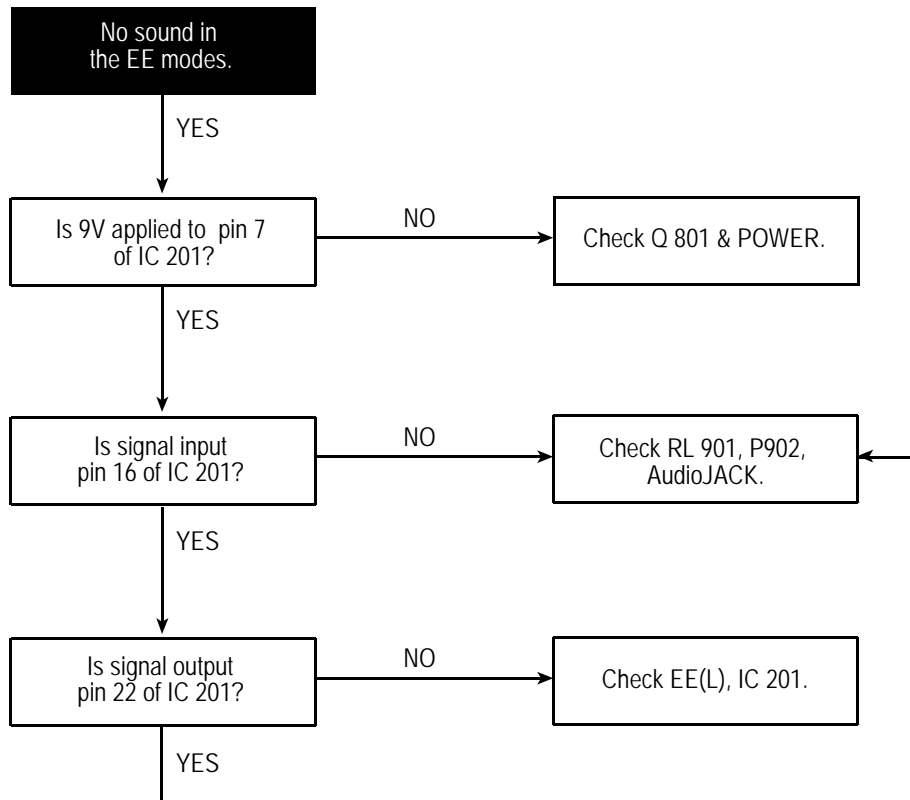 No sound in
the EE modes.
YES
Is 9V applied to pin 7
of IC 201?
NO
Check Q 801 & POWER.
YES
Is signal input
pin 16 of IC 201?
NO
Check RL 901, P902,
AudioJACK.
YES
Is signal output
pin 22 of IC 201?
NO
Check EE(L), IC 201.
YES